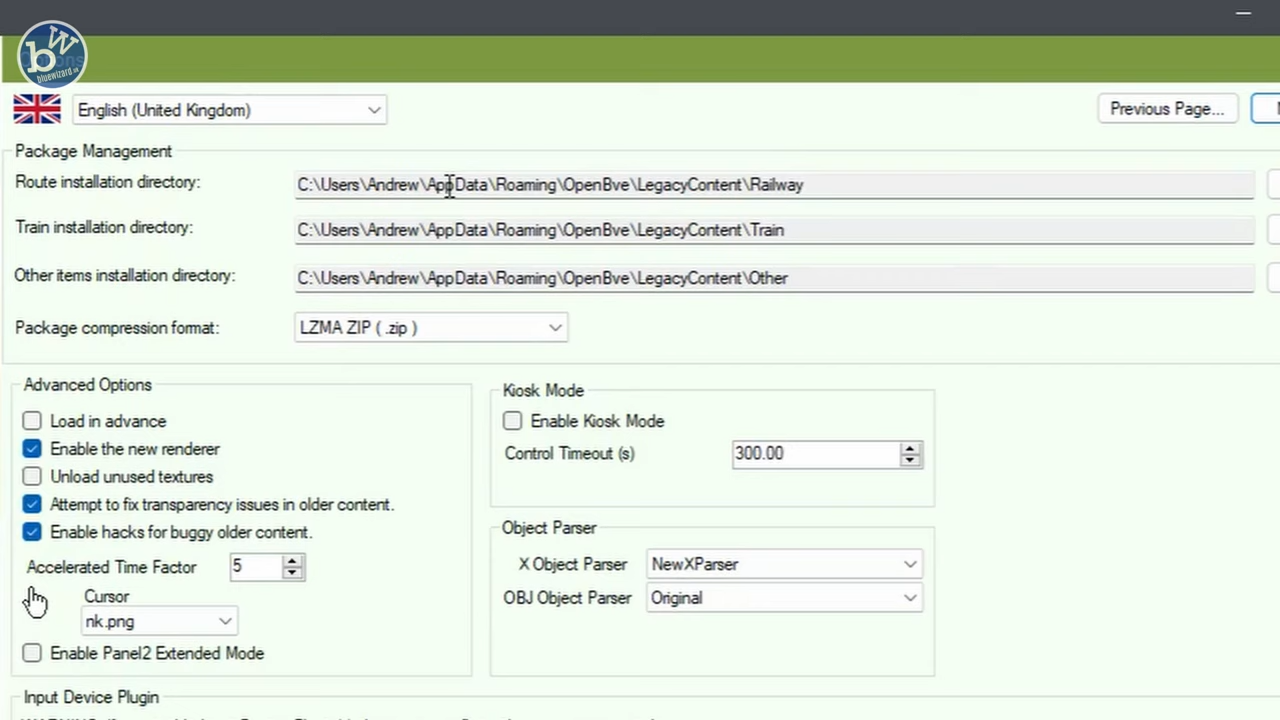 bW
bluewizard
English (United Kingdom)
Previous Page...
Package Management
Route installation directory:
C:\Users\Andrew\AppData\Roaming\OpenBve\LegacyContent\Railway
Train installation directory:
C:\Users\Andrew\AppData\Roaming\OpenBve\LegacyContent\Train
Other items installation directory:
C:\Users\Andrew\AppData\Roaming\OpenBve\LegacyContent\Other
Package compression format:
LZMA ZIP ( .zip )
Advanced Options
Load in advance
Enable the new renderer
Unload unused textures
Attempt to fix transparency issues in older content.
Enable hacks for buggy older content.
Accelerated Time Factor
5
Cursor
nk.png
Enable Panel2 Extended Mode
Kiosk Mode
Enable Kiosk Mode
Control Timeout (s)
300.00
Object Parser
X Object Parser
NewXParser
OBJ Object Parser
Original
Input Device Plugin